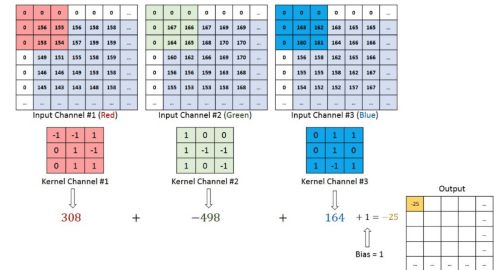 0 0 0 0 0 0 ...
0 156 155 156 158 158 ...
0 153 154 157 159 159 ...
0 149 151 155 158 159 ...
0 146 146 149 153 158 ...
0 145 143 143 148 158 ...
... ... ... ... ... ... ...
Input Channel #1 (Red)
0 0 0 0 0 0 ...
0 167 166 167 169 169 ...
0 164 165 168 170 170 ...
0 160 162 166 169 170 ...
0 156 156 159 163 168 ...
0 155 153 153 158 168 ...
... ... ... ... ... ... ...
Input Channel #2 (Green)
0 0 0 0 0 0 ...
0 163 162 163 165 165 ...
0 160 161 164 166 166 ...
0 156 158 162 165 166 ...
0 155 155 158 162 167 ...
0 154 152 152 157 167 ...
... ... ... ... ... ... ...
Input Channel #3 (Blue)
-1 -1 1
0 1 -1
0 1 1
Kernel Channel #1
1 0 0
1 -1 -1
1 0 -1
Kernel Channel #2
0 1 1
0 1 0
1 -1 1
Kernel Channel #3
308 + −498 + 164 + 1 = −25
Bias = 1
Output
-25 ...
...
...
...
... ... ... ... ...